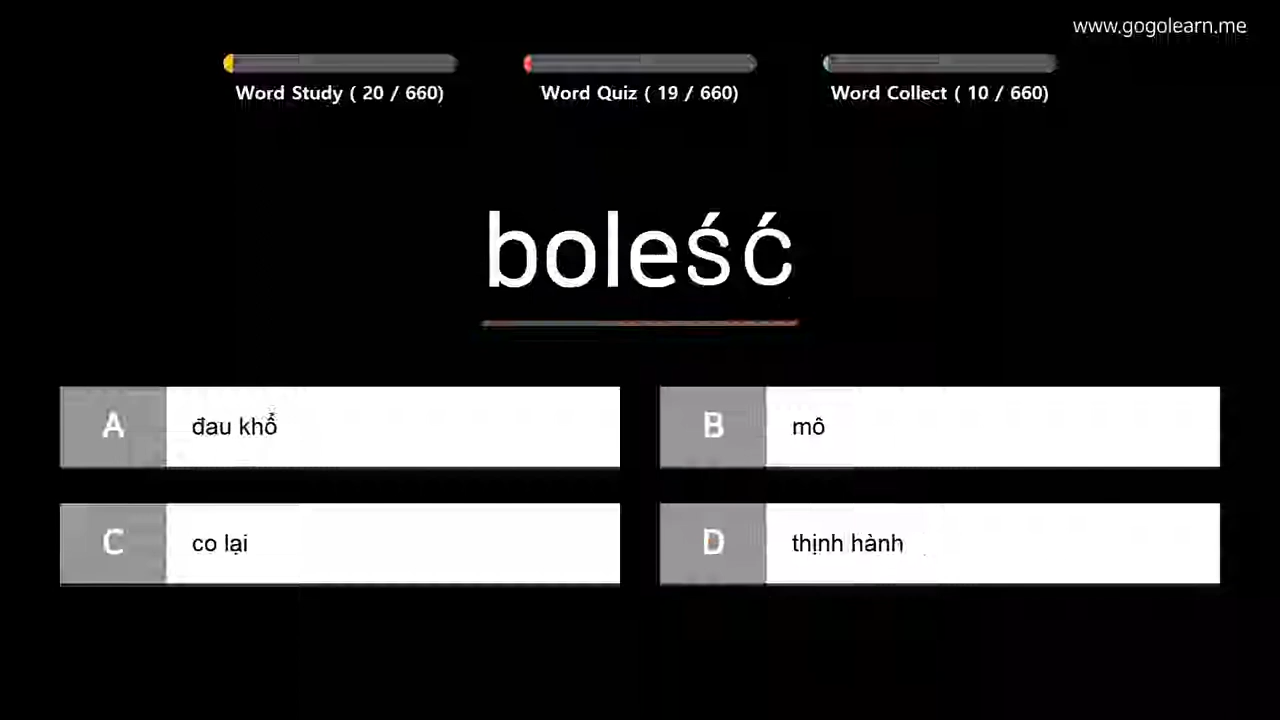 www.gogolearn.me
Word Study ( 20 / 660)
Word Quiz ( 19 / 660)
Word Collect ( 10 / 660)
boleść
A đau khổ
B mô
C co lại
D thịnh hành